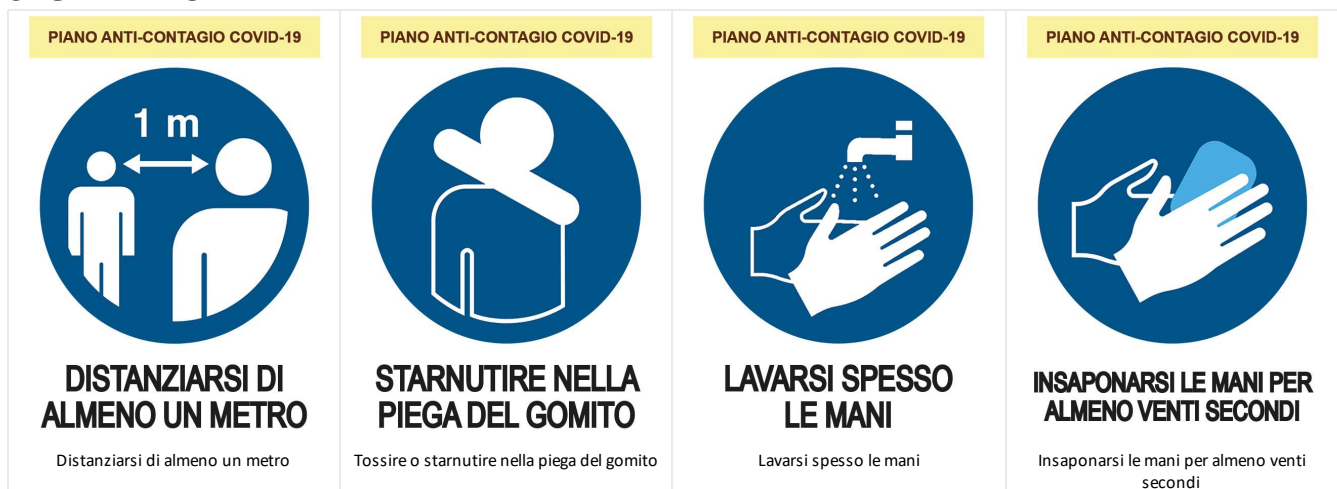 PIANO ANTI-CONTAGIO COVID-19
1 m
DISTANZIARSI DI
ALMENO UN METRO
Distanziarsi di almeno un metro
PIANO ANTI-CONTAGIO COVID-19
STARNUTIRE NELLA
PIEGA DEL GOMITO
Tossire o starnutire nella piega del gomito
PIANO ANTI-CONTAGIO COVID-19
LAVARSI SPESSO
LE MANI
Lavarsi spesso le mani
PIANO ANTI-CONTAGIO COVID-19
INSAPONARSI LE MANI PER
ALMENO VENTI SECONDI
Insaponarsi le mani per almeno venti
secondi